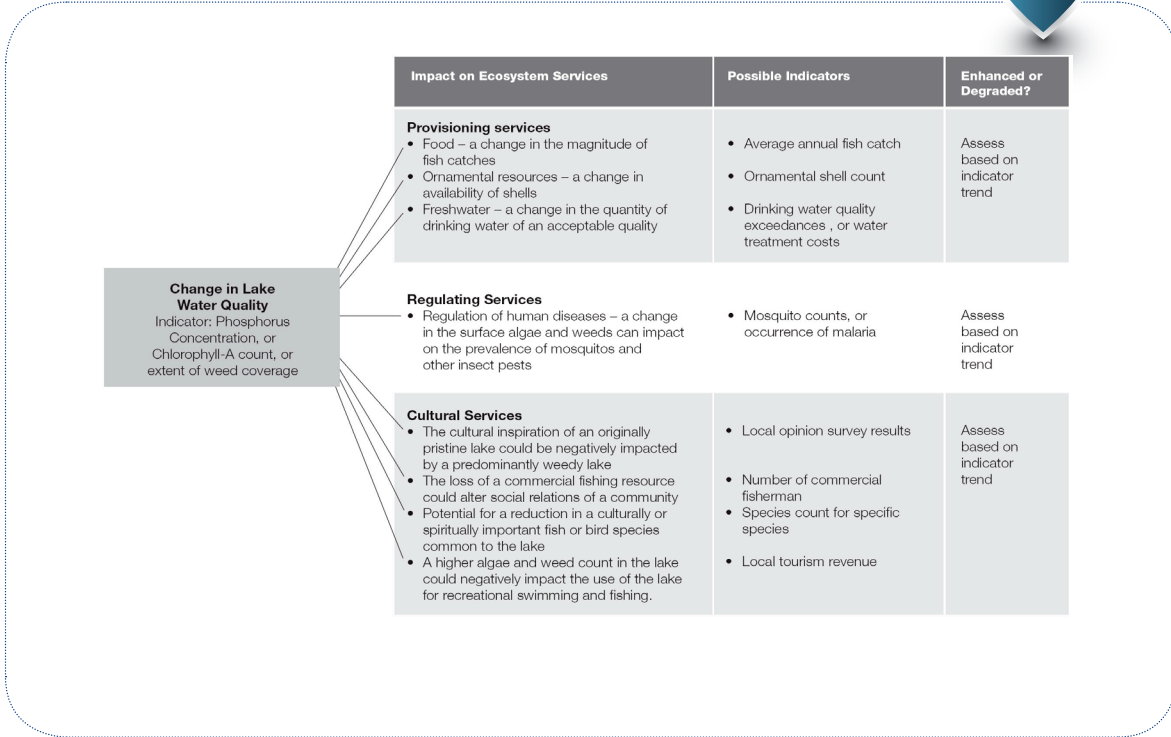 Impact on Ecosystem Services
Possible Indicators
Enhanced or
Degraded?
Change in Lake
Water Quality
Indicator: Phosphorus
Concentration, or
Chlorophyll-A count, or
extent of weed coverage
Provisioning services
• Food – a change in the magnitude of
fish catches
• Ornamental resources – a change in
availability of shells
• Freshwater – a change in the quantity of
drinking water of an acceptable quality
• Average annual fish catch
• Ornamental shell count
• Drinking water quality
exceedances , or water
treatment costs
Assess
based on
indicator
trend
Regulating Services
• Regulation of human diseases – a change
in the surface algae and weeds can impact
on the prevalence of mosquitos and
other insect pests
• Mosquito counts, or
occurrence of malaria
Assess
based on
indicator
trend
Cultural Services
• The cultural inspiration of an originally
pristine lake could be negatively impacted
by a predominantly weedy lake
• The loss of a commercial fishing resource
could alter social relations of a community
• Potential for a reduction in a culturally or
spiritually important fish or bird species
common to the lake
• A higher algae and weed count in the lake
could negatively impact the use of the lake
for recreational swimming and fishing.
• Local opinion survey results
• Number of commercial
fisherman
• Species count for specific
species
• Local tourism revenue
Assess
based on
indicator
trend